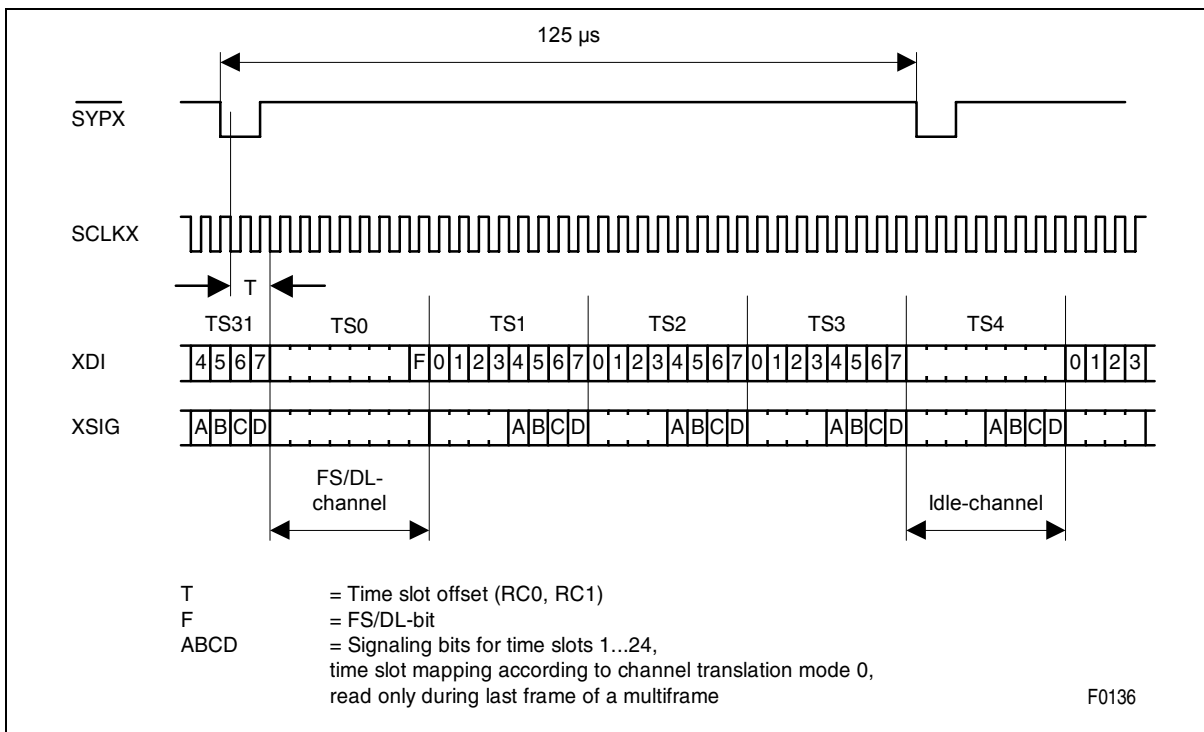 125 µs
SYPX
SCLKX
T
TS31 TS0 TS1 TS2 TS3 TS4
XDI 4 5 6 7 F 0 1 2 3 4 5 6 7 0 1 2 3 4 5 6 7 0 1 2 3 4 5 6 7 0 1 2 3
XSIG A B C D A B C D A B C D A B C D A B C D
FS/DL-
channel
Idle-channel
T = Time slot offset (RC0, RC1)
F = FS/DL-bit
ABCD = Signaling bits for time slots 1...24,
time slot mapping according to channel translation mode 0,
read only during last frame of a multiframe
F0136